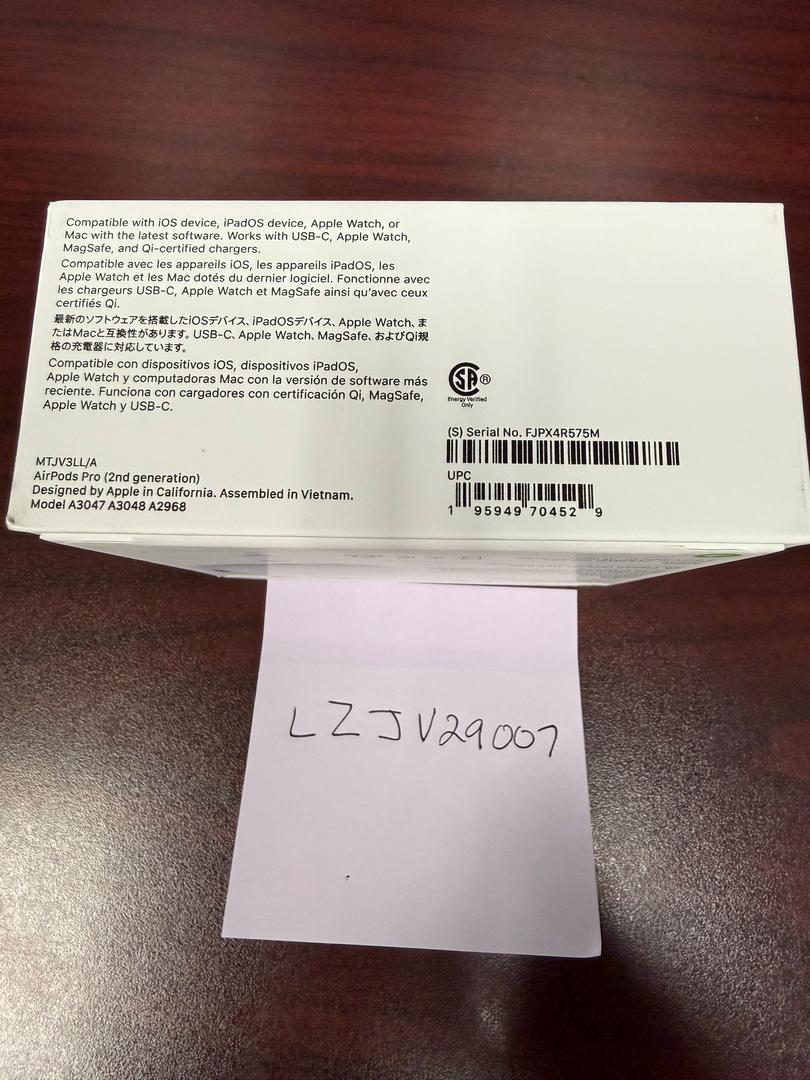 Compatible with iOS device, iPadOS device, Apple Watch, or
Mac with the latest software. Works with USB-C, Apple Watch,
MagSafe, and Qi-certified chargers.
Compatible avec les appareils iOS, les appareils iPadOS, les
Apple Watch et les Mac dotés du dernier logiciel. Fonctionne avec
les chargeurs USB-C, Apple Watch et MagSafe ainsi qu’avec ceux
certifiés Qi.
最新のソフトウェアを搭載したiOSデバイス、iPadOSデバイス、Apple Watch、ま
たはMacと互換性があります。USB-C、Apple Watch、MagSafe、およびQi規
格の充電器に対応しています。
Compatible con dispositivos iOS, dispositivos iPadOS,
Apple Watch y computadoras Mac con la versión de software más
reciente. Funciona con cargadores con certificación Qi, MagSafe,
Apple Watch y USB-C.
MTJV3LL/A
AirPods Pro (2nd generation)
Designed by Apple in California. Assembled in Vietnam.
Model A3047 A3048 A2968
SA ®
Energy Verified
Only
(S) Serial No. FJPX4R575M
UPC
1 95949 70452 9
LZJV29007